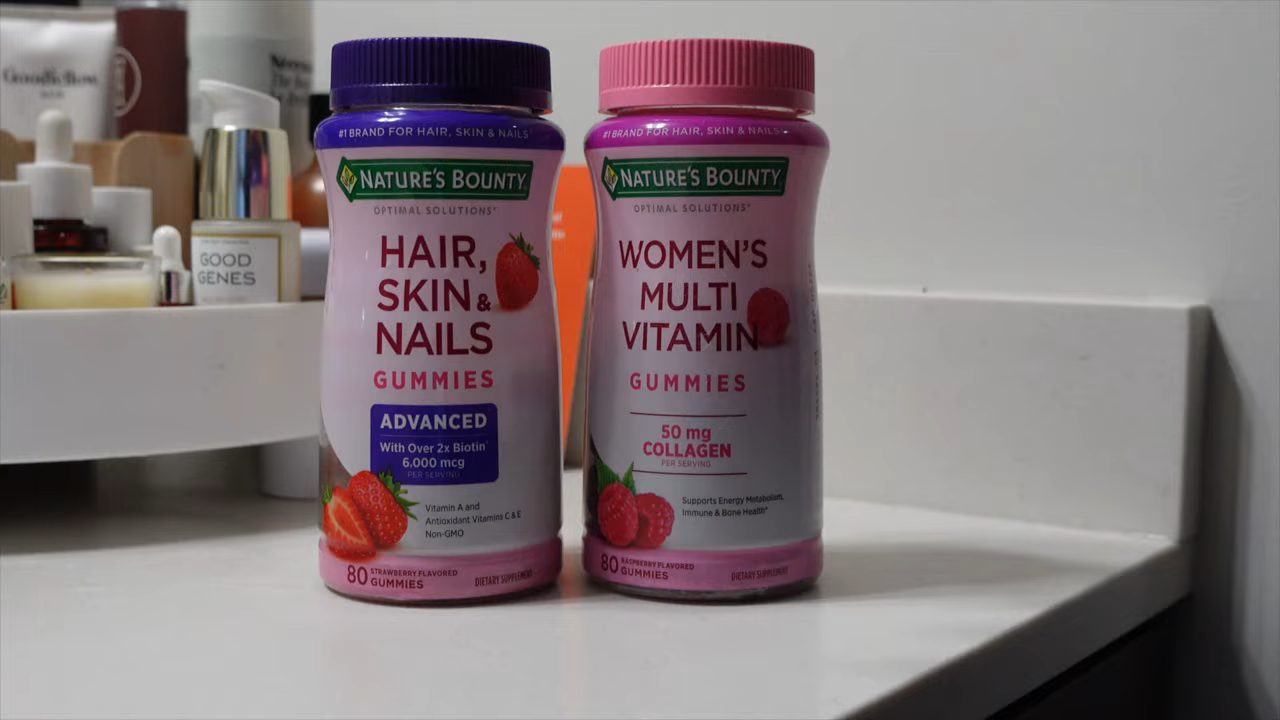 Goodfellow
GOOD
GENES
#1 BRAND FOR HAIR, SKIN & NAILS
NATURE'S BOUNTY
OPTIMAL SOLUTIONS
HAIR,
SKIN &
NAILS
GUMMIES
ADVANCED
With Over 2x Biotin
6,000 mcg
PER SERVING
Vitamin A and
Antioxidant Vitamins C & E
Non-GMO
80 STRAWBERRY FLAVORED
GUMMIES
DIETARY SUPPLEMENT
#1 BRAND FOR HAIR, SKIN & NAILS
NATURE'S BOUNTY
OPTIMAL SOLUTIONS®
WOMEN'S
MULTI
VITAMIN
GUMMIES
50 mg
COLLAGEN
PER SERVING
Supports Energy Metabolism,
Immune & Bone Health*
80 RASPBERRY FLAVORED
GUMMIES
DIETARY SUPPLEMENT